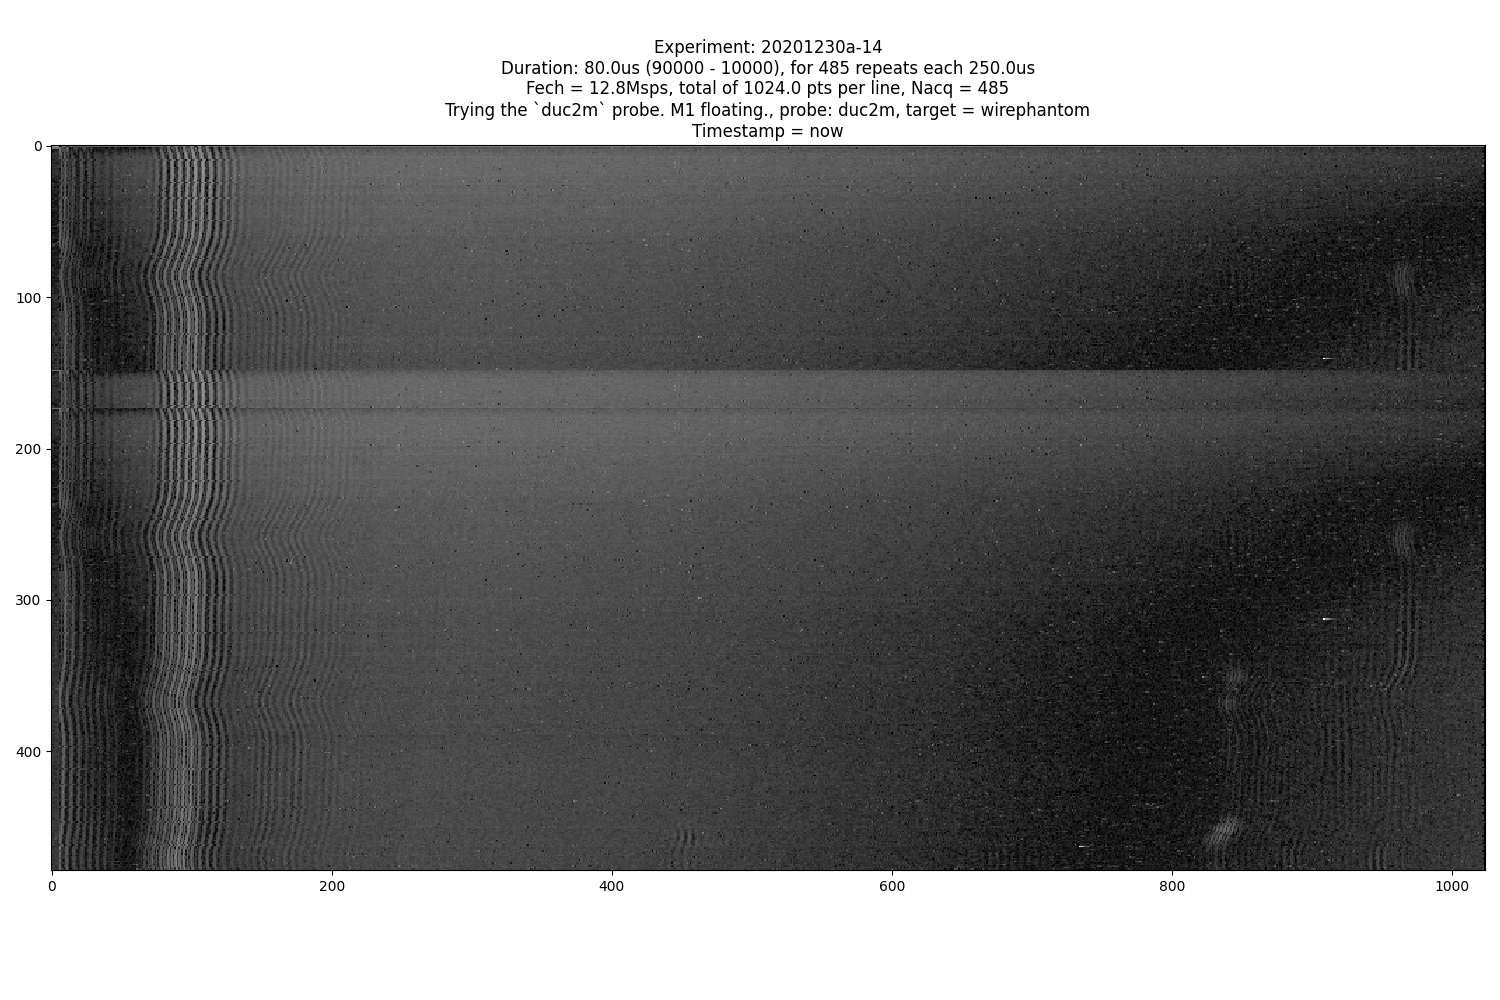 Experiment: 20201230a-14
Duration: 80.0us (90000 - 10000), for 485 repeats each 250.0us
Fech = 12.8Msps, total of 1024.0 pts per line, Nacq = 485
Trying the `duc2m` probe. M1 floating., probe: duc2m, target = wirephantom
Timestamp = now
0
100
200
300
400
0 200 400 600 800 1000